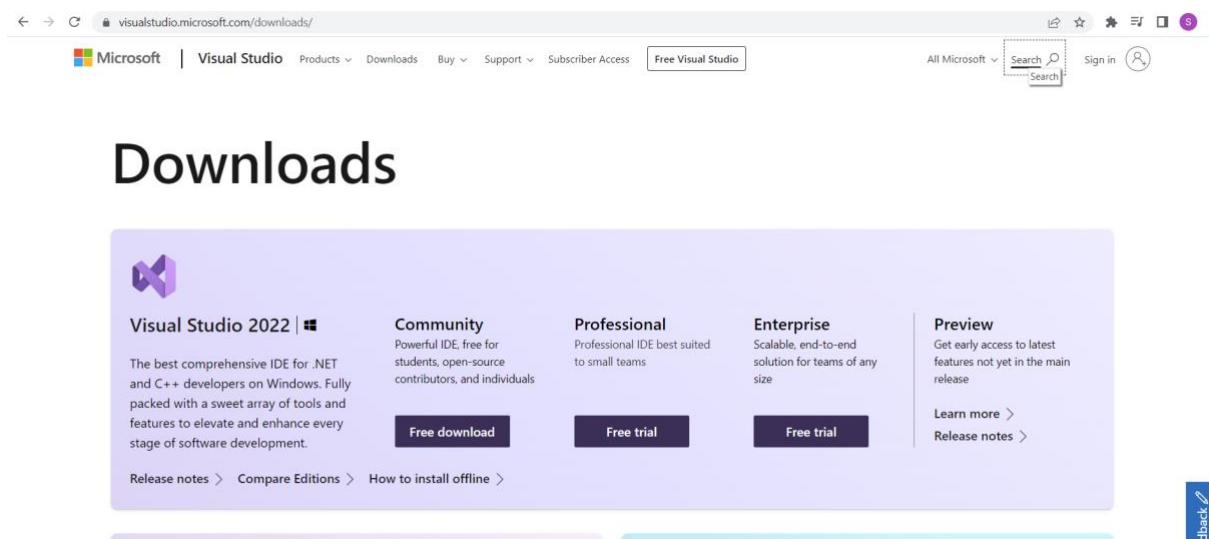 visualstudio.microsoft.com/downloads/
S
Microsoft
Visual Studio
Products
Downloads
Buy
Support
Subscriber Access
Free Visual Studio
All Microsoft
Search
Sign in
Search
Downloads
Visual Studio 2022
The best comprehensive IDE for .NET
and C++ developers on Windows. Fully
packed with a sweet array of tools and
features to elevate and enhance every
stage of software development.
Community
Powerful IDE, free for
students, open-source
contributors, and individuals
Free download
Professional
Professional IDE best suited
to small teams
Free trial
Enterprise
Scalable, end-to-end
solution for teams of any
size
Free trial
Preview
Get early access to latest
features not yet in the main
release
Learn more
Release notes
Release notes
Compare Editions
How to install offline